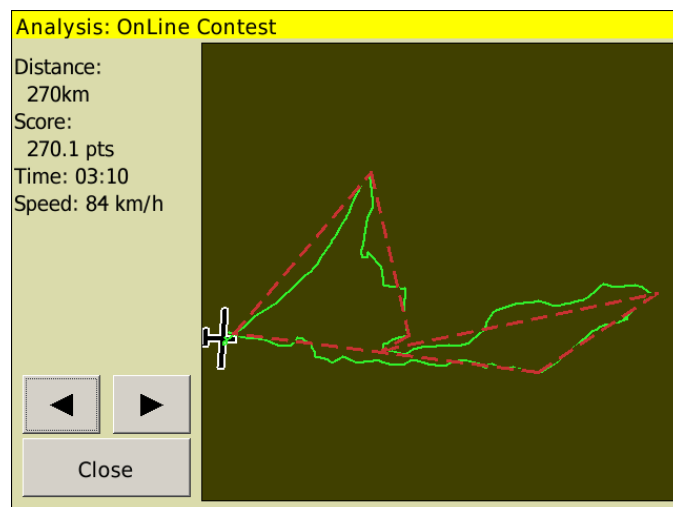 Analysis: OnLine Contest
Distance:
270km
Score:
270.1 pts
Time: 03:10
Speed: 84 km/h
Close